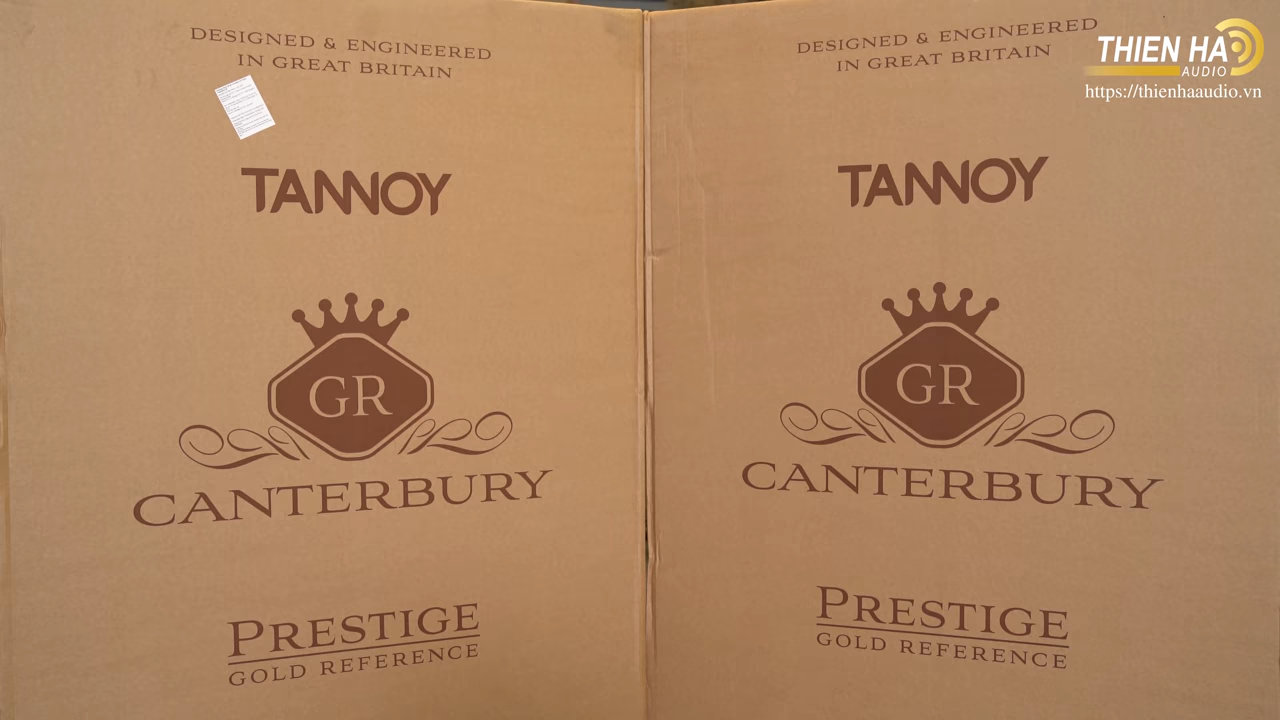 DESIGNED & ENGINEERED
IN GREAT BRITAIN
TANNOY
GR
CANTERBURY
PRESTIGE
GOLD REFERENCE
DESIGNED & ENGINEERED
IN GREAT BRITAIN
TANNOY
GR
CANTERBURY
PRESTIGE
GOLD REFERENCE
THIEN HA
AUDIO
https://thienhaaudio.vn